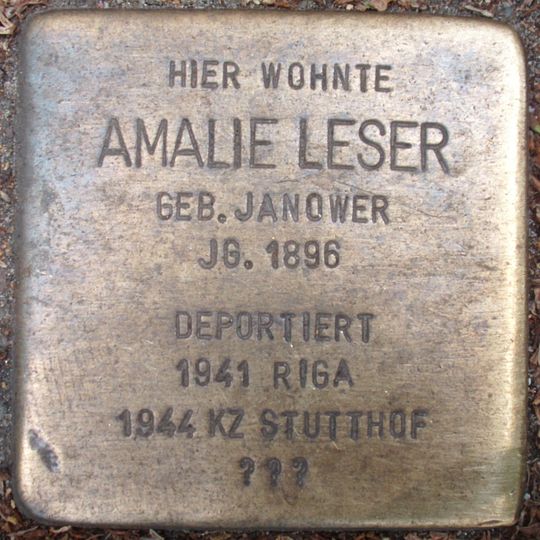 HIER WOHNTE
AMALIE LESER
GEB. JANOWER
JG. 1896
DEPORTIERT
1941 RIGA
1944 KZ STUTTHOF
???